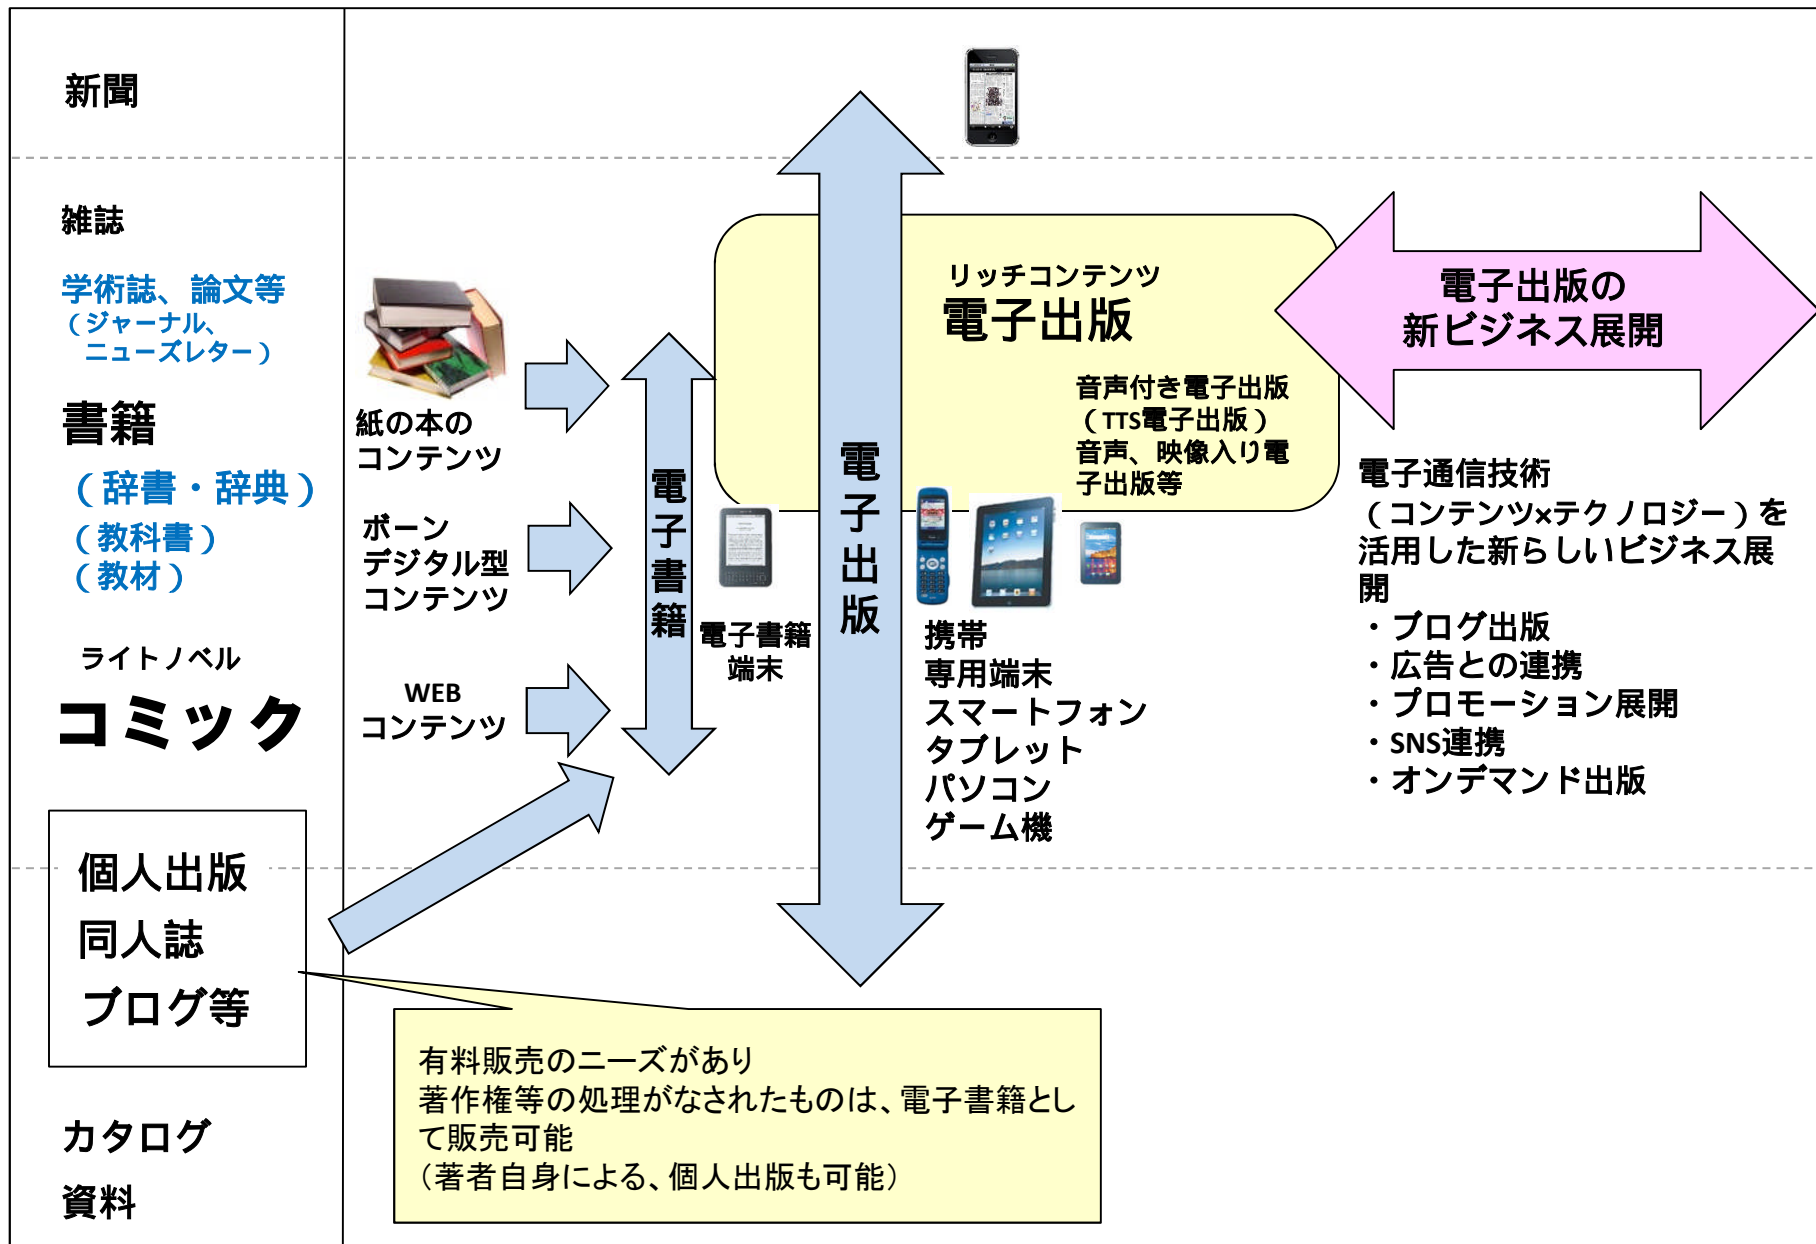 新聞
雑誌
学術誌、論文等
（ジャーナル、
ニューズレター）
書籍
（辞書・辞典）
（教科書）
（教材）
ライトノベル
コミック
個人出版
同人誌
ブログ等
カタログ
資料
紙の本の
コンテンツ
ボーン
デジタル型
コンテンツ
WEB
コンテンツ
電子書籍
電子書籍
端末
電子出版
リッチコンテンツ
電子出版
音声付き電子出版
（TTS電子出版）
音声、映像入り電
子出版等
携帯
専用端末
スマートフォン
タブレット
パソコン
ゲーム機
電子出版の
新ビジネス展開
電子通信技術
（コンテンツ×テクノロジー）を
活用した新らしいビジネス展
開
・ブログ出版
・広告との連携
・プロモーション展開
・SNS連携
・オンデマンド出版
有料販売のニーズがあり
著作権等の処理がなされたものは、電子書籍とし
て販売可能
（著者自身による、個人出版も可能）